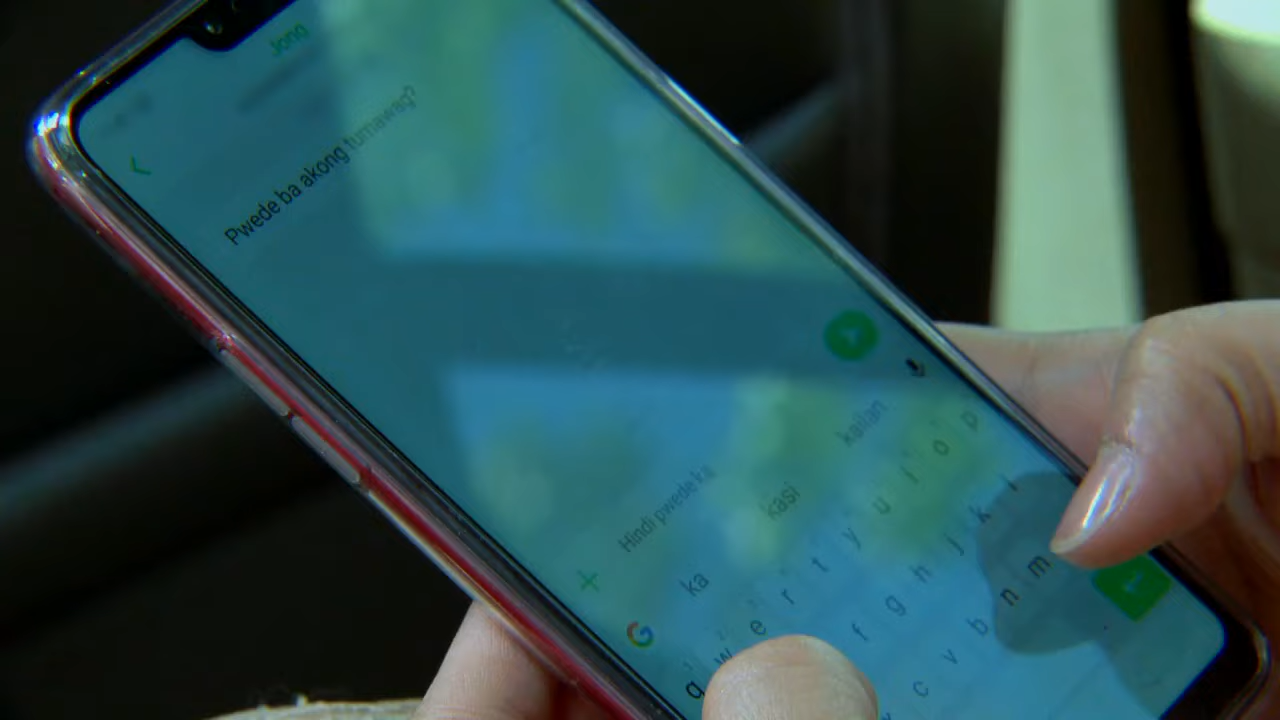 Jong
Pwede ba akong tumawag?
Hindi pwede ka
ka kasi kailan
q w e r t y u i o p
f g h j k l
c v b n m